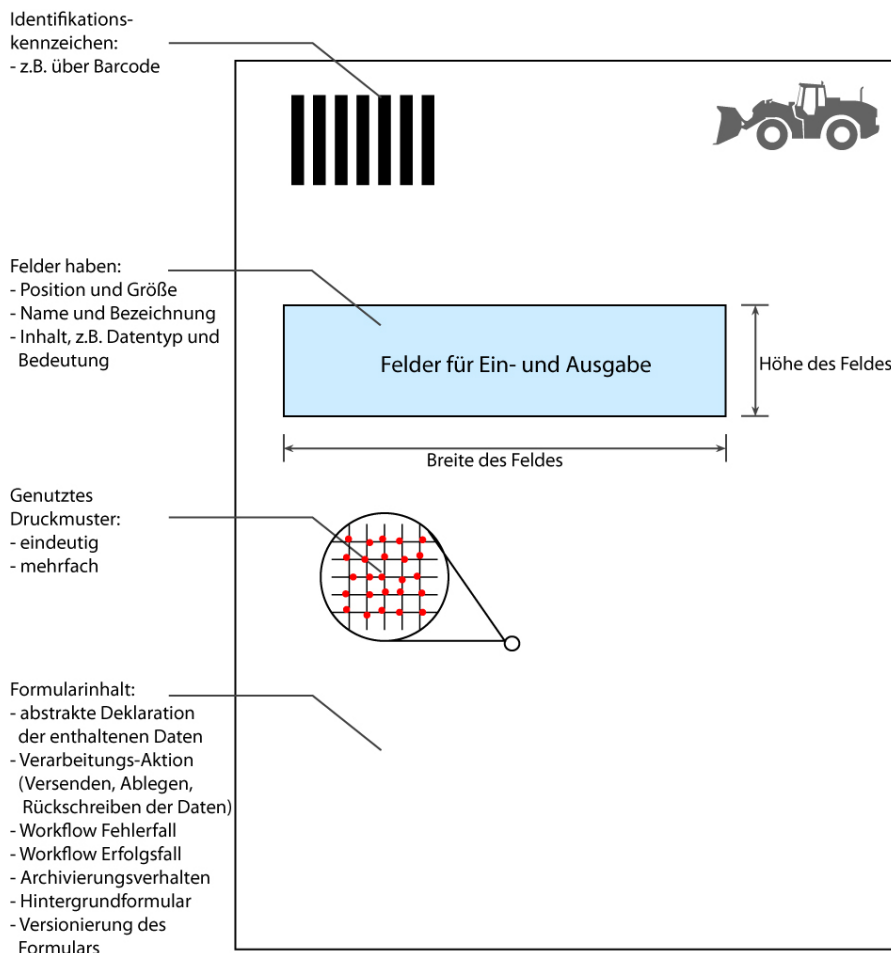 Identifikations-
kennzeichen:
- z.B. über Barcode
Felder haben:
- Position und Größe
- Name und Bezeichnung
- Inhalt, z.B. Datentyp und
Bedeutung
Felder für Ein- und Ausgabe
Höhe des Feldes
Breite des Feldes
Genutztes
Druckmuster:
- eindeutig
- mehrfach
Formularinhalt:
- abstrakte Deklaration
der enthaltenen Daten
- Verarbeitungs-Aktion
(Versenden, Ablegen,
Rückschreiben der Daten)
- Workflow Fehlerfall
- Workflow Erfolgsfall
- Archivierungsverhalten
- Hintergrundformular
- Versionierung des
Formulars